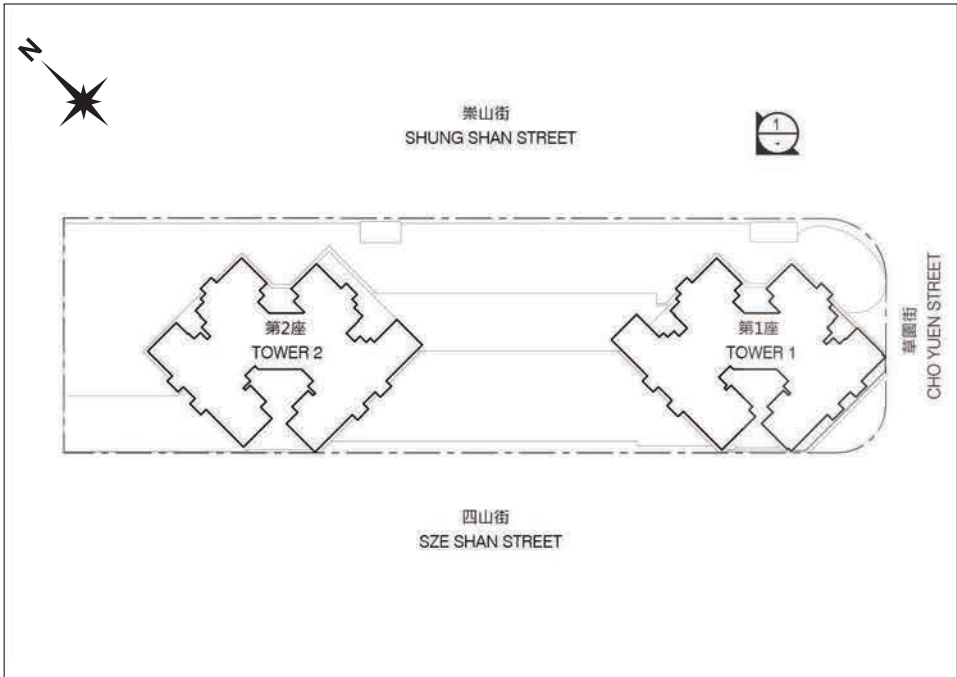 N
崇山街
SHUNG SHAN STREET
1
-
第2座
TOWER 2
第1座
TOWER 1
草園街
CHO YUEN STREET
四山街
SZE SHAN STREET